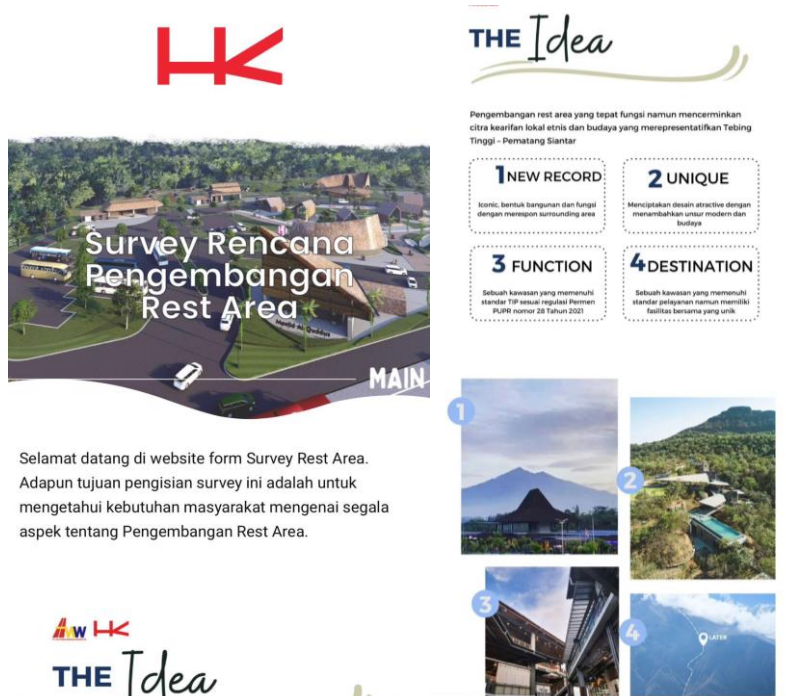 HK
Survey Rencana
Pengembangan
Rest Area
Masjid Al-Quddus
MAIN
Selamat datang di website form Survey Rest Area.
Adapun tujuan pengisian survey ini adalah untuk
mengetahui kebutuhan masyarakat mengenai segala
aspek tentang Pengembangan Rest Area.
HK
THE Idea
THE Idea
Pengembangan rest area yang tepat fungsi namun mencerminkan
citra kearifan lokal etnis dan budaya yang merepresentatifkan Tebing
Tinggi – Pematang Siantar
1 NEW RECORD
Iconic, bentuk bangunan dan fungsi
dengan merespon surrounding area
2 UNIQUE
Menciptakan desain atractive dengan
menambahkan unsur modern dan
budaya
3 FUNCTION
Sebuah kawasan yang memenuhi
standar TIP sesuai regulasi Permen
PUPR nomor 28 Tahun 2021
4 DESTINATION
Sebuah kawasan yang memenuhi
standar pelayanan namun memiliki
fasilitas bersama yang unik
1
2
3
4
LATER